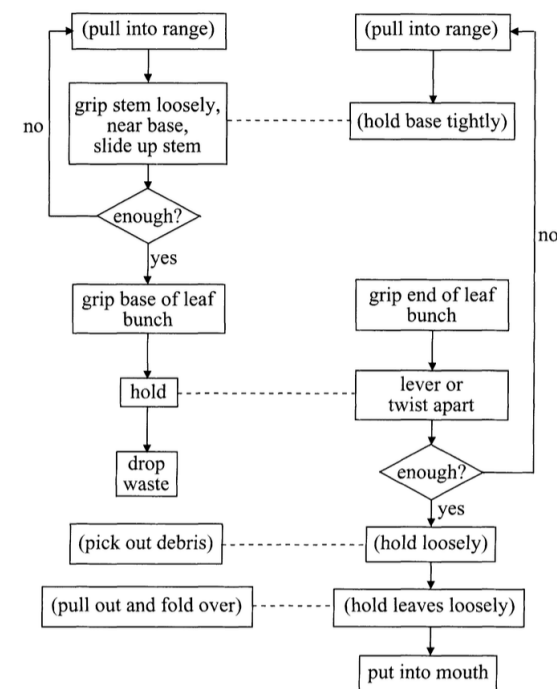 (pull into range)
(pull into range)
grip stem loosely,
near base,
slide up stem
(hold base tightly)
no
enough?
no
yes
grip base of leaf
bunch
grip end of leaf
bunch
hold
lever or
twist apart
drop
waste
enough?
yes
(pick out debris)
(hold loosely)
(pull out and fold over)
(hold leaves loosely)
put into mouth